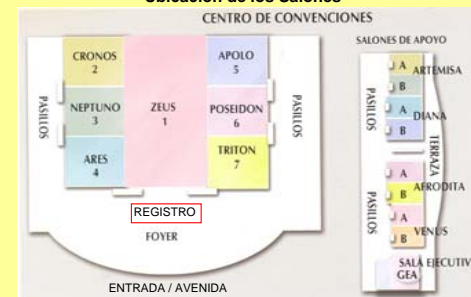 Ubicación de los Salones
CENTRO DE CONVENCIONES
CRONOS
2
NEPTUNO
3
ARES
4
ZEUS
1
APOLO
5
POSEIDON
6
TRITON
7
PASILLOS
PASILLOS
REGISTRO
FOYER
ENTRADA / AVENIDA
SALONES DE APOYO
A
ARTEMISA
B
A
DIANA
B
A
AFRODITA
B
A
VENUS
B
PASILLOS
PASILLOS
TERRAZA
SALA EJECUTIV
GEA